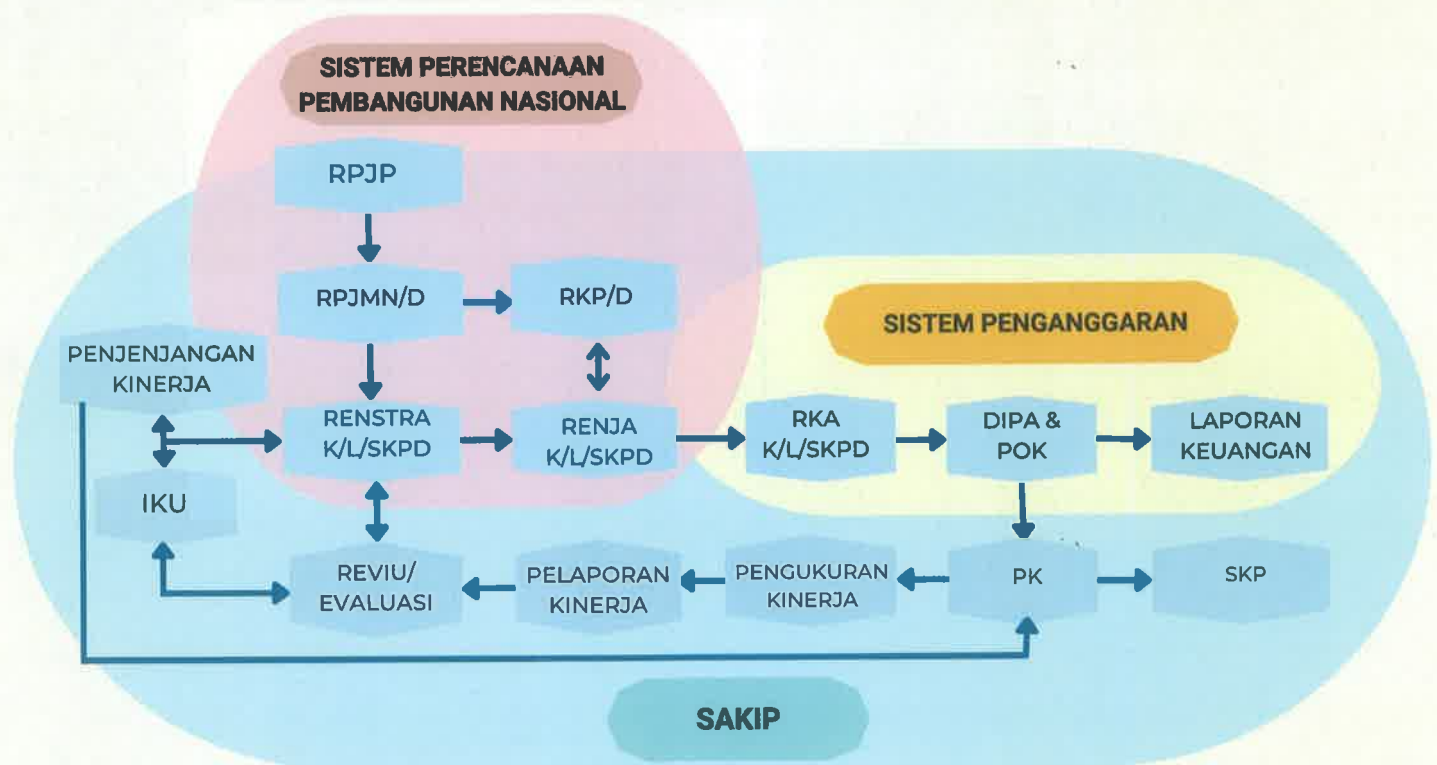 SISTEM PERENCANAAN
PEMBANGUNAN NASIONAL
RPJP
RPJMN/D
RKP/D
SISTEM PENGANGGARAN
PENJENJANGAN
KINERJA
RENSTRA
K/L/SKPD
RENJA
K/L/SKPD
RKA
K/L/SKPD
DIPA &
POK
LAPORAN
KEUANGAN
IKU
REVIU/
EVALUASI
PELAPORAN
KINERJA
PENGUKURAN
KINERJA
PK
SKP
SAKIP